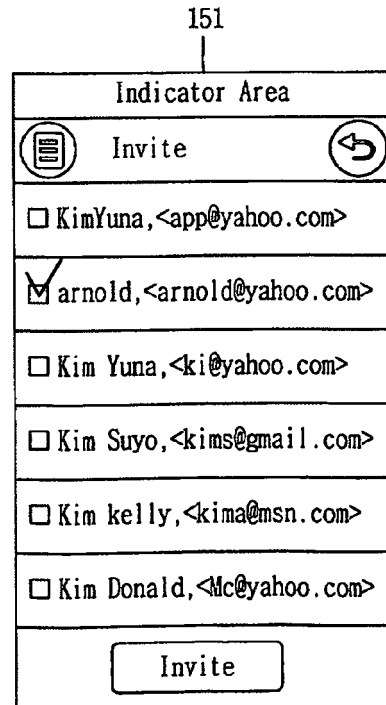 151
Indicator Area
Invite
KimYuna,<app@yahoo.com>
arnold,<arnold@yahoo.com>
Kim Yuna,<ki@yahoo.com>
Kim Suyo,<kims@gmail.com>
Kim kelly,<kima@msn.com>
Kim Donald,<Mc@yahoo.com>
Invite